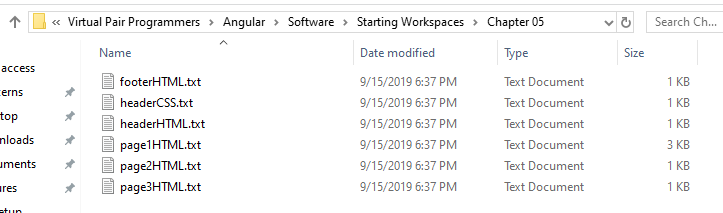 « Virtual Pair Programmers > Angular > Software > Starting Workspaces > Chapter 05 Search Ch...
Name Date modified Type Size
access
footerHTML.txt 9/15/2019 6:37 PM Text Document 1 KB
terns
headerCSS.txt 9/15/2019 6:37 PM Text Document 1 KB
top
headerHTML.txt 9/15/2019 6:37 PM Text Document 1 KB
nloads
page1HTML.txt 9/15/2019 6:37 PM Text Document 3 KB
uments
page2HTML.txt 9/15/2019 6:37 PM Text Document 1 KB
ures
page3HTML.txt 9/15/2019 6:37 PM Text Document 1 KB